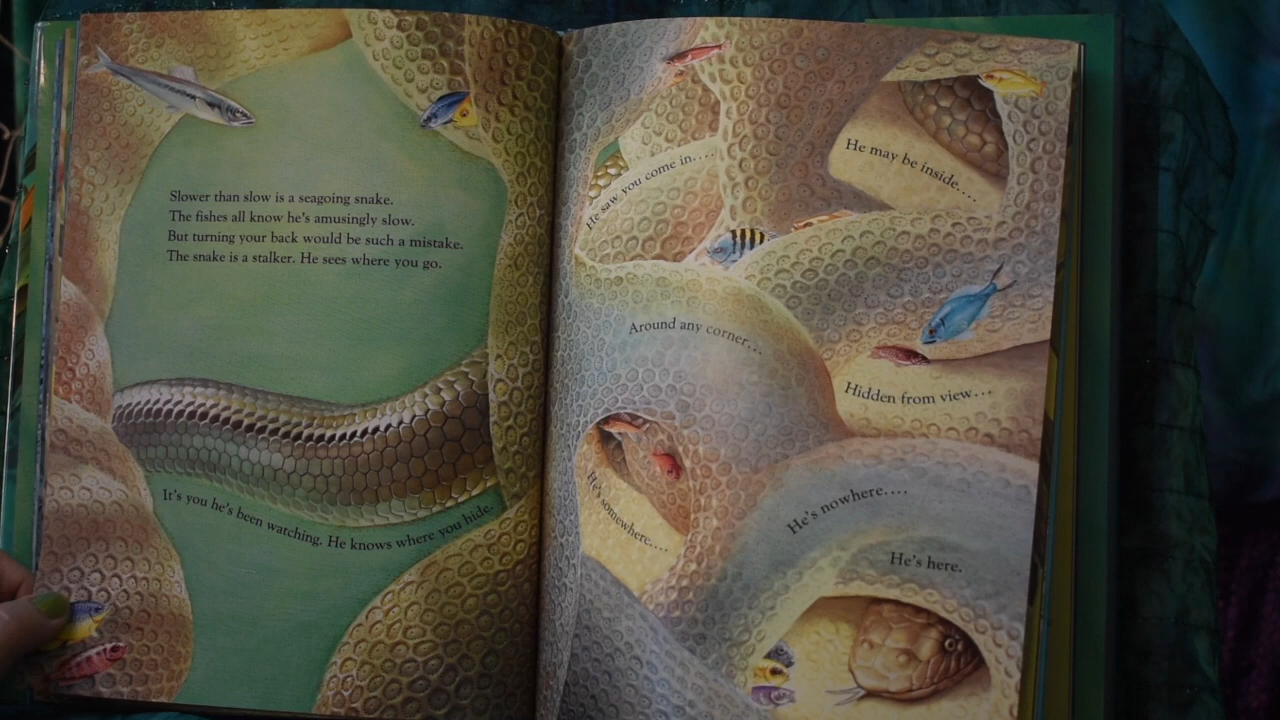 Slower than slow is a seagoing snake.
The fishes all know he's amusingly slow.
But turning your back would be such a mistake.
The snake is a stalker. He sees where you go.
It's you he's been watching. He knows where you hide.
He saw you come in....
He may be inside....
Around any corner...
Hidden from view...
He's somewhere....
He's nowhere....
He's here.